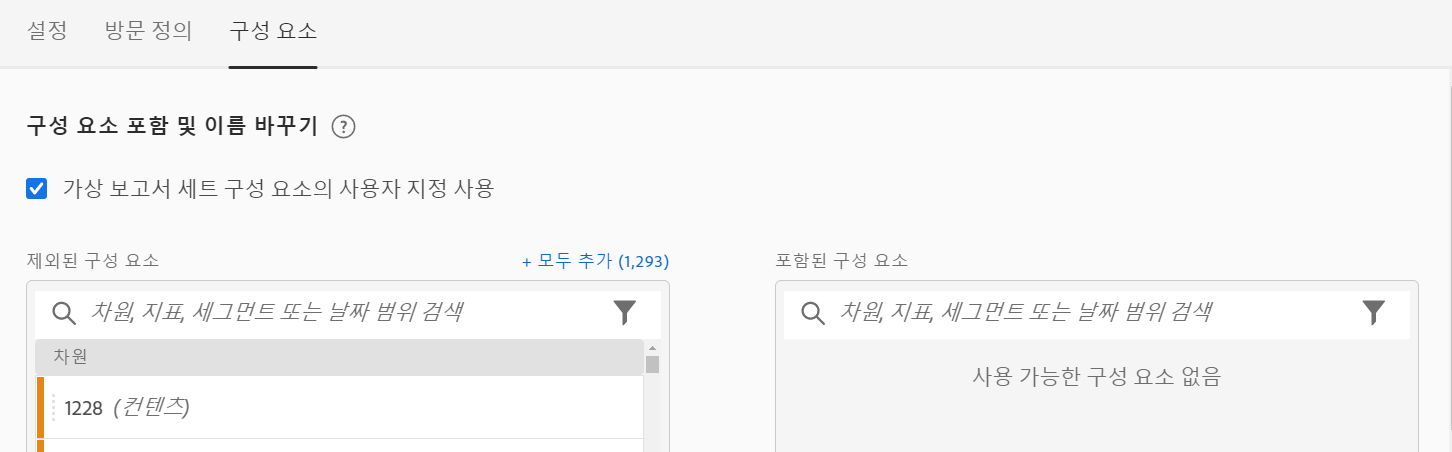 설정 방문 정의 구성 요소
구성 요소 포함 및 이름 바꾸기 ?
가상 보고서 세트 구성 요소의 사용자 지정 사용
제외된 구성 요소 + 모두 추가 (1,293)
차원, 지표, 세그먼트 또는 날짜 범위 검색
차원
1228 (컨텐츠)
포함된 구성 요소
차원, 지표, 세그먼트 또는 날짜 범위 검색
사용 가능한 구성 요소 없음